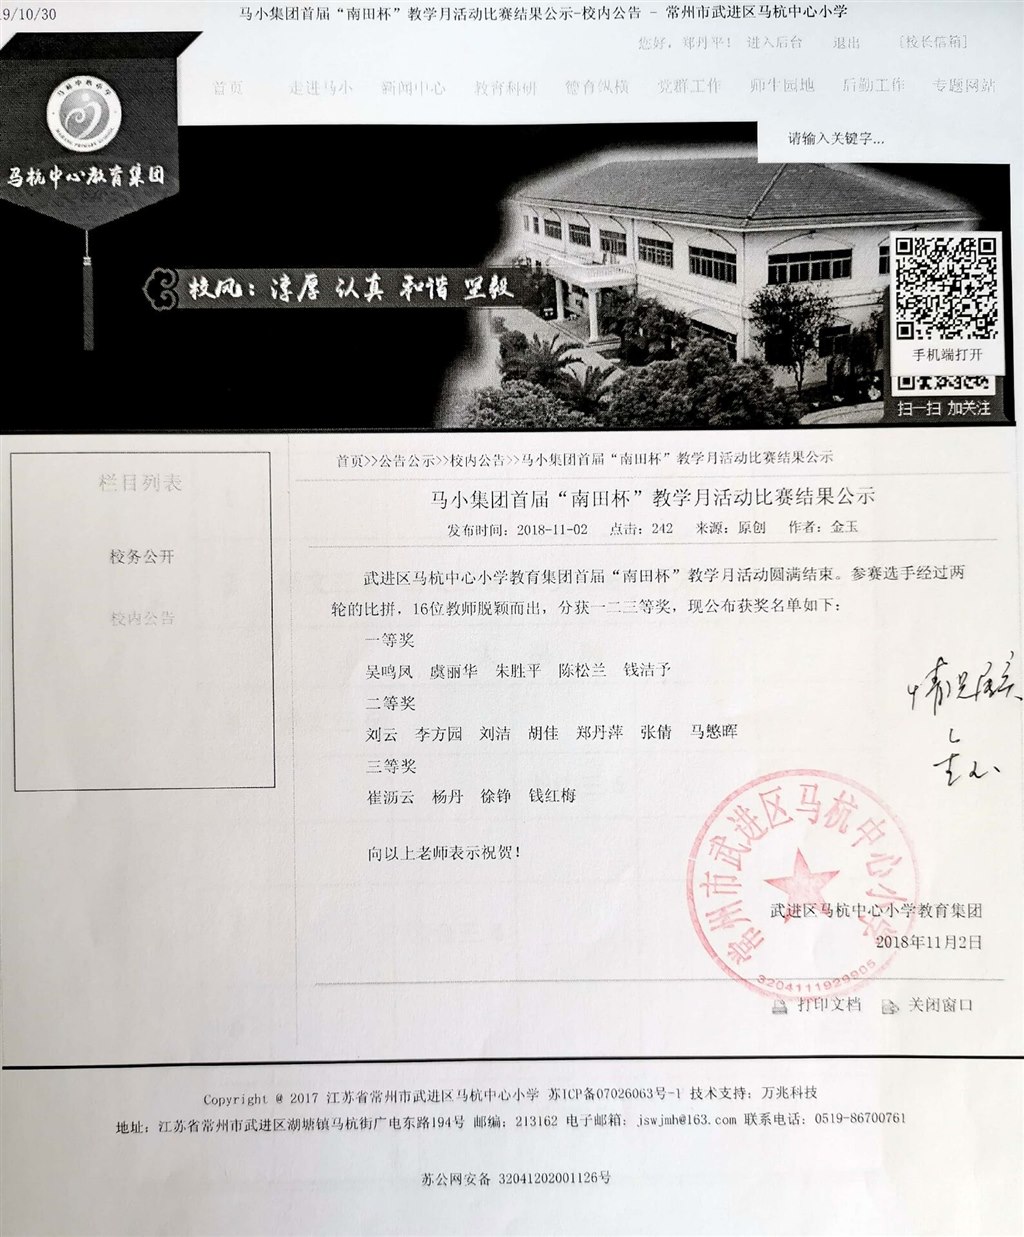 9/10/30
马小集团首届“南田杯”教学月活动比赛结果公示-校内公告 - 常州市武进区马杭中心小学
您好，郑丹平！ 进入后台 退出 [校长信箱]
首页 走进马小 新闻中心 教育科研 德育纵横 党群工作 师生园地 后勤工作 专题网站
请输入关键字...
马杭中心教育集团
校风：淳厚 认真 和谐 坚毅
手机端打开
扫一扫 加关注
栏目列表
校务公开
校内公告
首页>>公告公示>>校内公告>>马小集团首届“南田杯”教学月活动比赛结果公示
马小集团首届“南田杯”教学月活动比赛结果公示
发布时间：2018-11-02 点击：242 来源：原创 作者：金玉
武进区马杭中心小学教育集团首届“南田杯”教学月活动圆满结束。参赛选手经过两
轮的比拼，16位教师脱颖而出，分获一二三等奖，现公布获奖名单如下：
一等奖
吴鸣凤 虞丽华 朱胜平 陈松兰 钱洁予
二等奖
刘云 李方园 刘洁 胡佳 郑丹萍 张倩 马慜晖
三等奖
崔沥云 杨丹 徐铮 钱红梅
向以上老师表示祝贺！
情况属实
常州市武进区马杭中心小学
3204111929905
武进区马杭中心小学教育集团
2018年11月2日
打印文档 关闭窗口
Copyright @ 2017 江苏省常州市武进区马杭中心小学 苏ICP备07026063号-1 技术支持：万兆科技
地址：江苏省常州市武进区湖塘镇马杭街广电东路194号 邮编：213162 电子邮箱：jswjmh@163.com 联系电话：0519-86700761
苏公网安备 32041202001126号